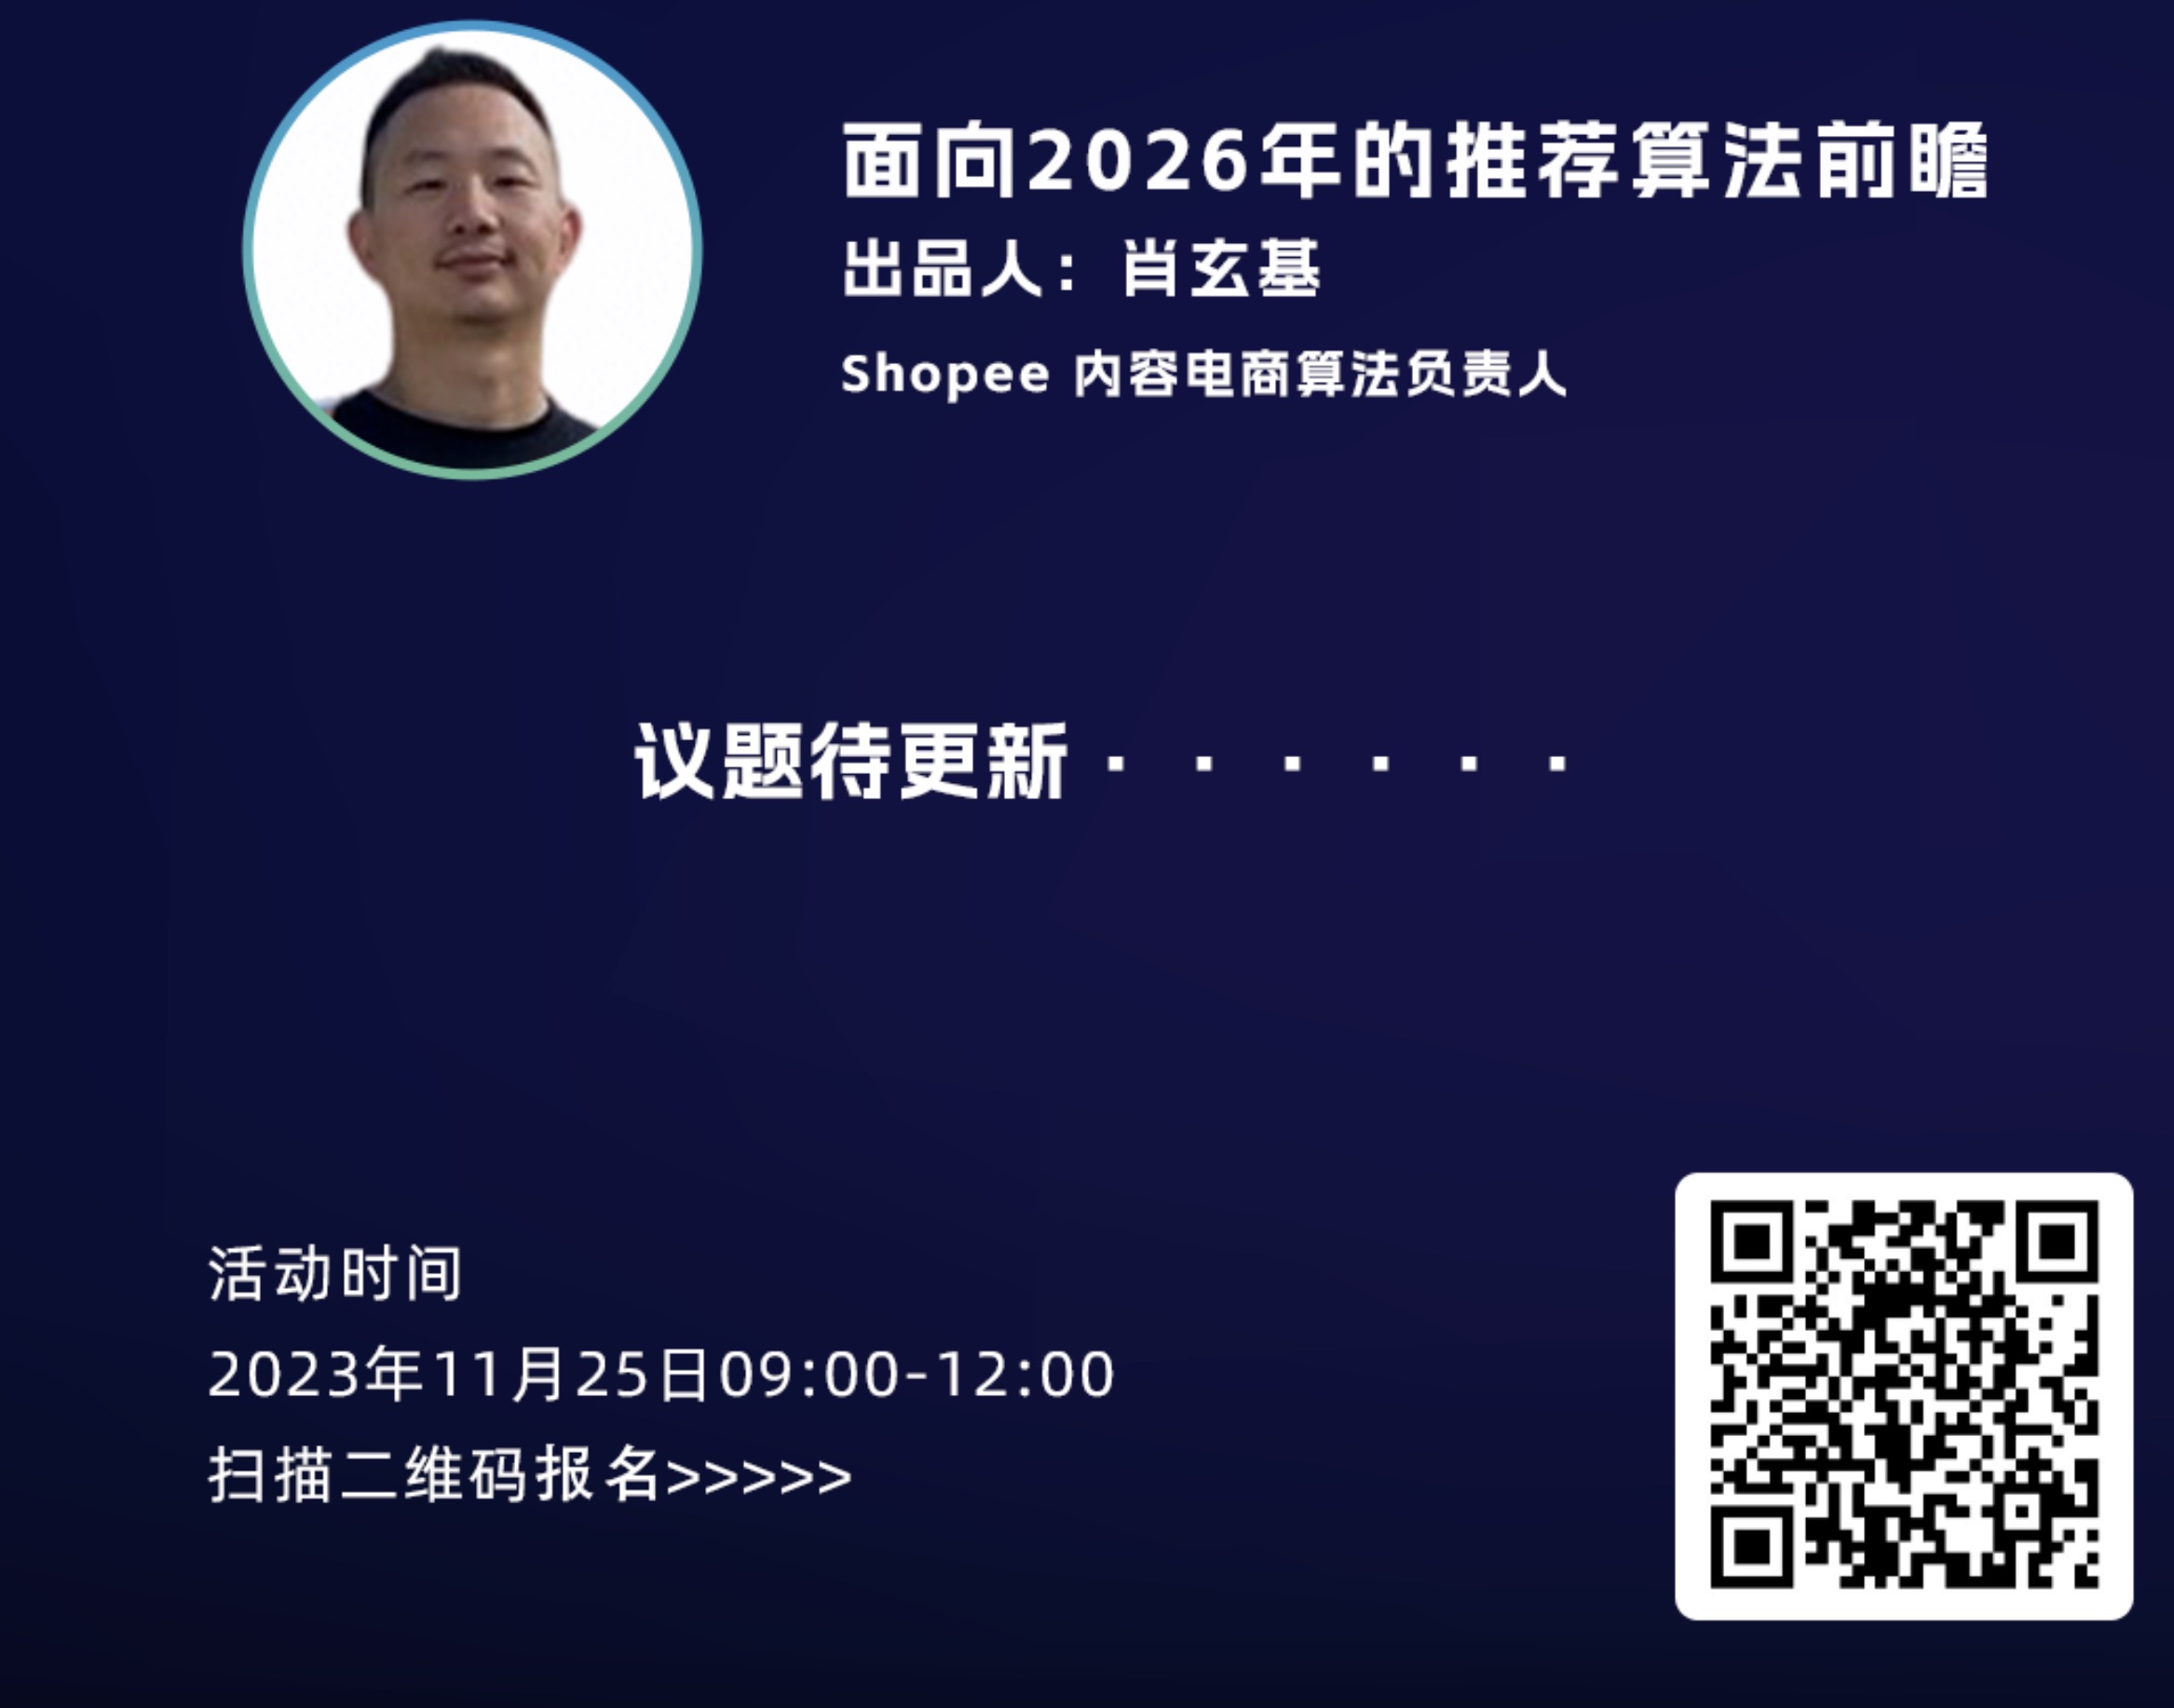 面向2026年的推荐算法前瞻
出品人：肖玄基
Shopee 内容电商算法负责人
议题待更新······
活动时间
2023年11月25日09:00-12:00
扫描二维码报名>>>>>